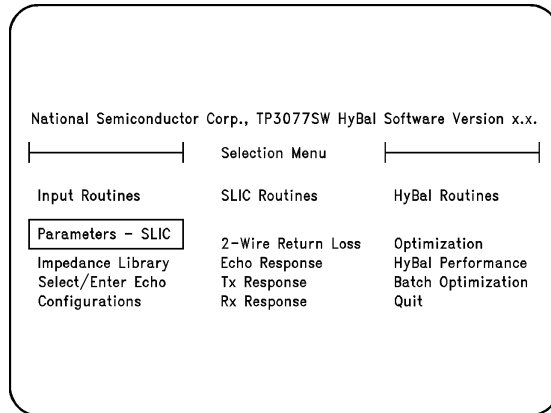 National Semiconductor Corp., TP3077SW HyBal Software Version x.x.
Selection Menu
Input Routines SLIC Routines HyBal Routines
Parameters – SLIC
2–Wire Return Loss Optimization
Impedance Library Echo Response HyBal Performance
Select/Enter Echo Tx Response Batch Optimization
Configurations Rx Response Quit